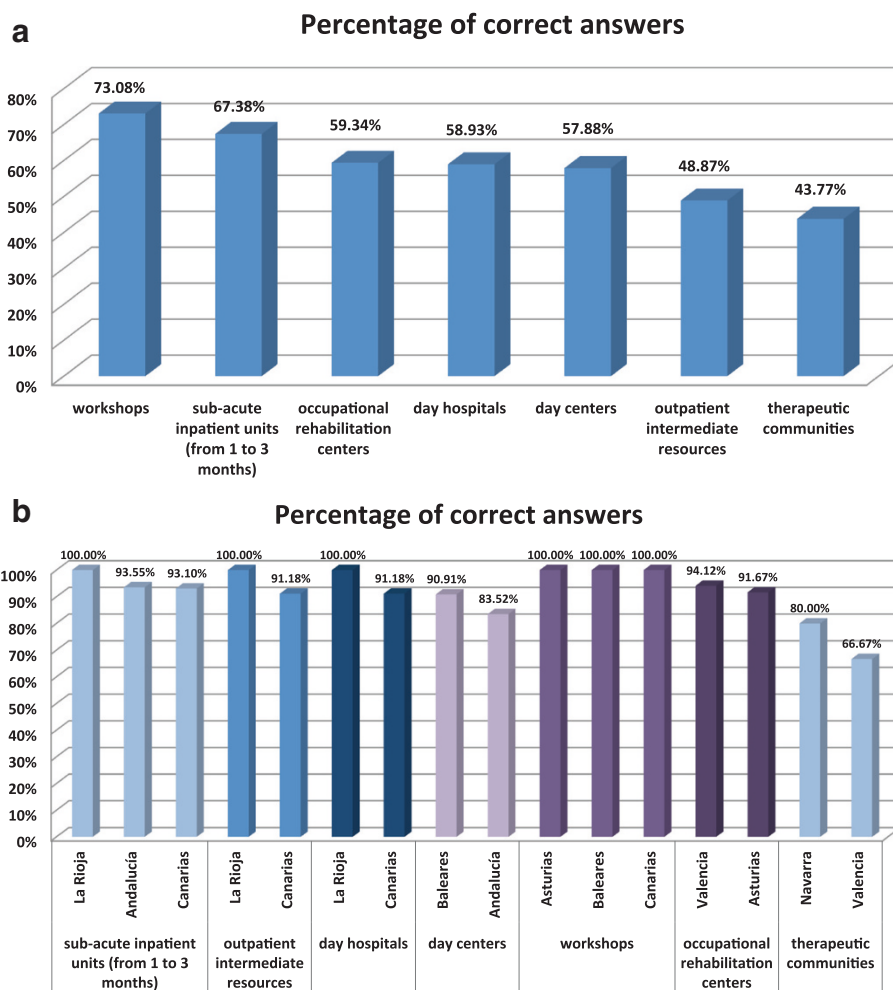 a
Percentage of correct answers
80%
70%
60%
50%
40%
30%
20%
10%
0%
73.08%
67.38%
59.34%
58.93%
57.88%
48.87%
43.77%
workshops
sub-acute
inpatient units
(from 1 to 3
months)
occupational
rehabilitation
centers
day hospitals
day centers
outpatient
intermediate
resources
therapeutic
communities
b
Percentage of correct answers
100%
90%
80%
70%
60%
50%
40%
30%
20%
10%
0%
100.00%
93.55%
93.10%
100.00%
91.18%
100.00%
91.18%
90.91%
83.52%
100.00%
100.00%
100.00%
94.12%
91.67%
80.00%
66.67%
La Rioja
Andalucía
Canarias
La Rioja
Canarias
La Rioja
Canarias
Baleares
Andalucía
Asturias
Baleares
Canarias
Valencia
Asturias
Navarra
Valencia
sub-acute inpatient
units (from 1 to 3
months)
outpatient
intermediate
resources
day hospitals
day centers
workshops
occupational
rehabilitation
centers
therapeutic
communities